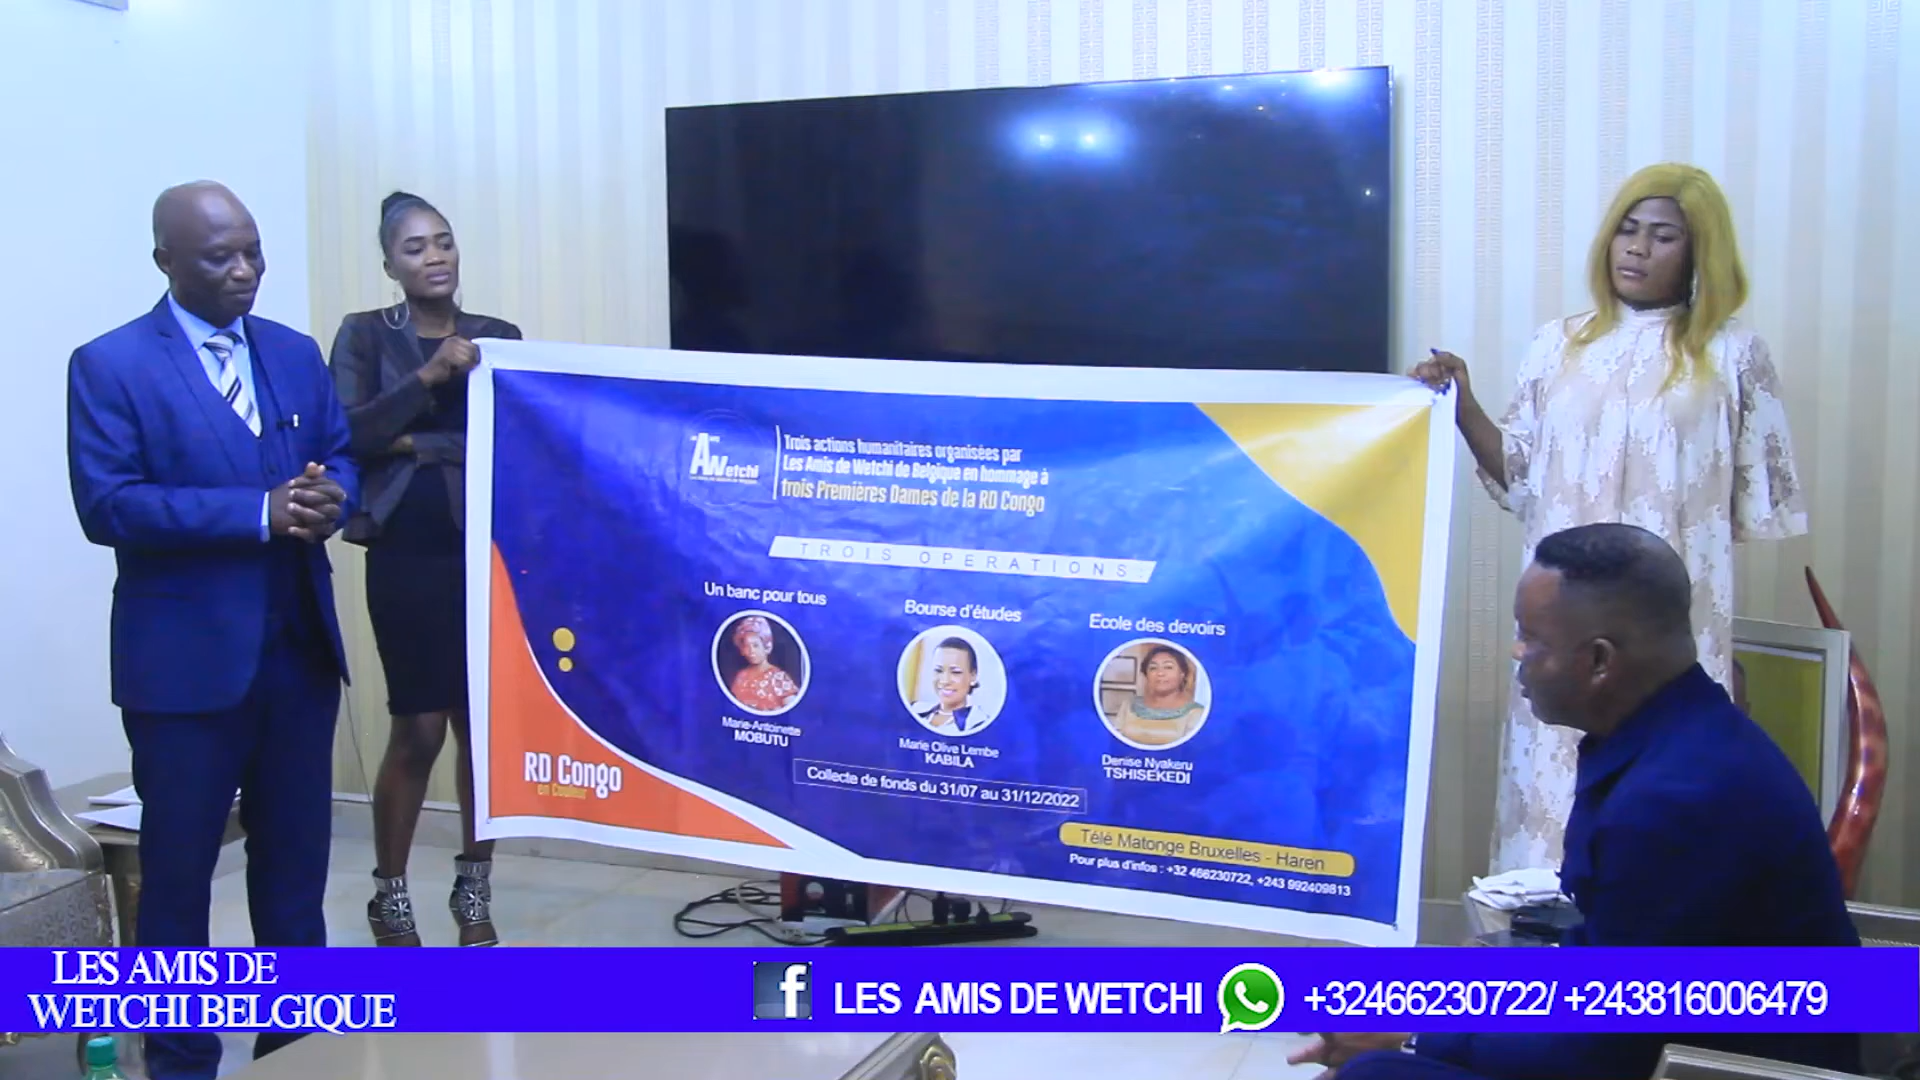 AWetchi
Trois actions humanitaires organisées par
Les Amis de Wetchi de Belgique en hommage à
trois Premières Dames de la RD Congo
TROIS OPERATIONS:
Un banc pour tous
Bourse d'études
Ecole des devoirs
Marie-Antoinette
MOBUTU
Marie Olive Lembe
KABILA
Denise Nyakeru
TSHISEKEDI
Collecte de fonds du 31/07 au 31/12/2022
RD Congo
en Couleur
Télé Matonge Bruxelles - Haren
Pour plus d'infos : +32 466230722, +243 992409813
LES AMIS DE
WETCHI BELGIQUE
f LES AMIS DE WETCHI +32466230722/ +243816006479